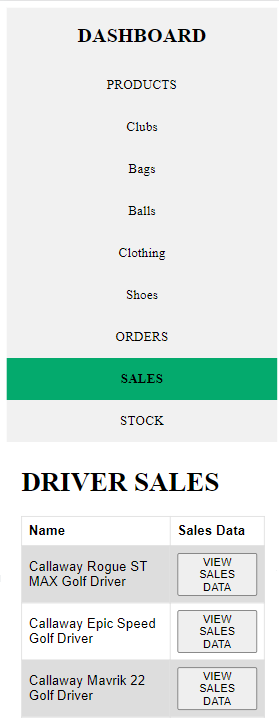 DASHBOARD
PRODUCTS
Clubs
Bags
Balls
Clothing
Shoes
ORDERS
SALES
STOCK
DRIVER SALES
Name Sales Data
Callaway Rogue ST
MAX Golf Driver
VIEW
SALES
DATA
Callaway Epic Speed
Golf Driver
VIEW
SALES
DATA
Callaway Mavrik 22
Golf Driver
VIEW
SALES
DATA